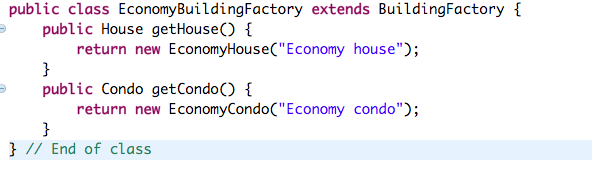 public class EconomyBuildingFactory extends BuildingFactory {
    public House getHouse() {
        return new EconomyHouse("Economy house");
    }
    public Condo getCondo() {
        return new EconomyCondo("Economy condo");
    }
} // End of class